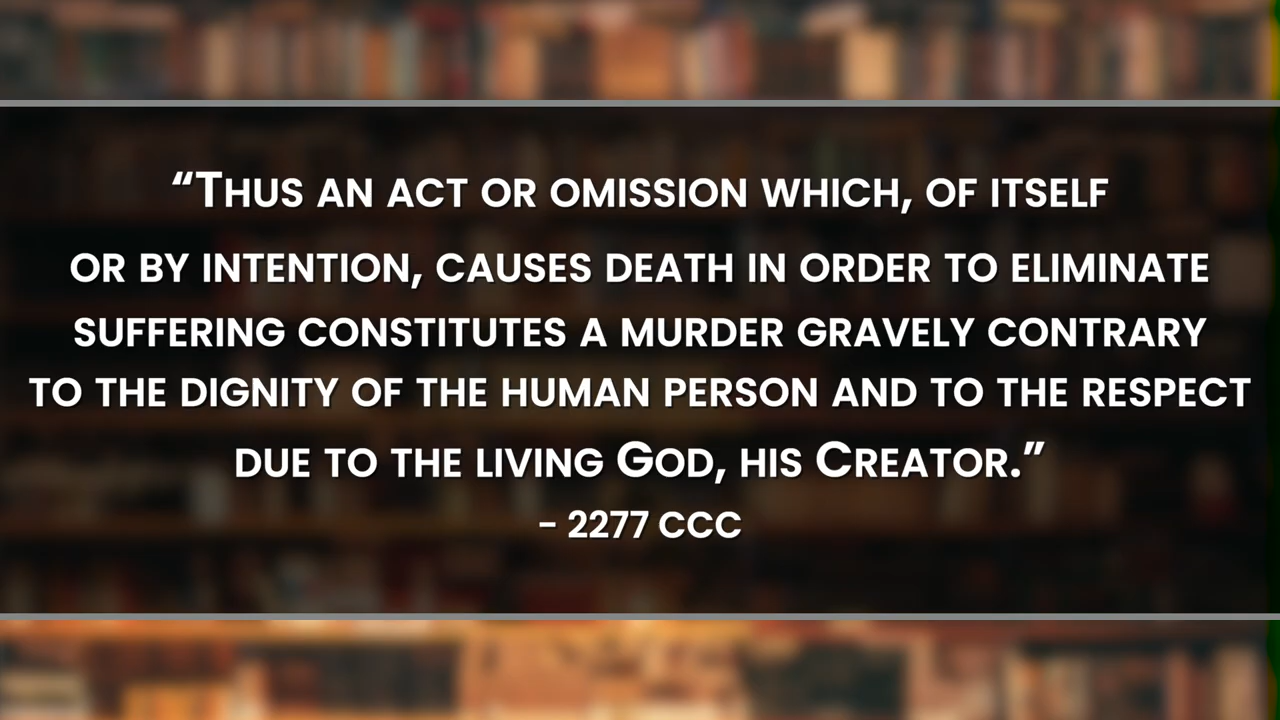 “Thus an act or omission which, of itself
or by intention, causes death in order to eliminate
suffering constitutes a murder gravely contrary
to the dignity of the human person and to the respect
due to the living God, his Creator.”
- 2277 CCC